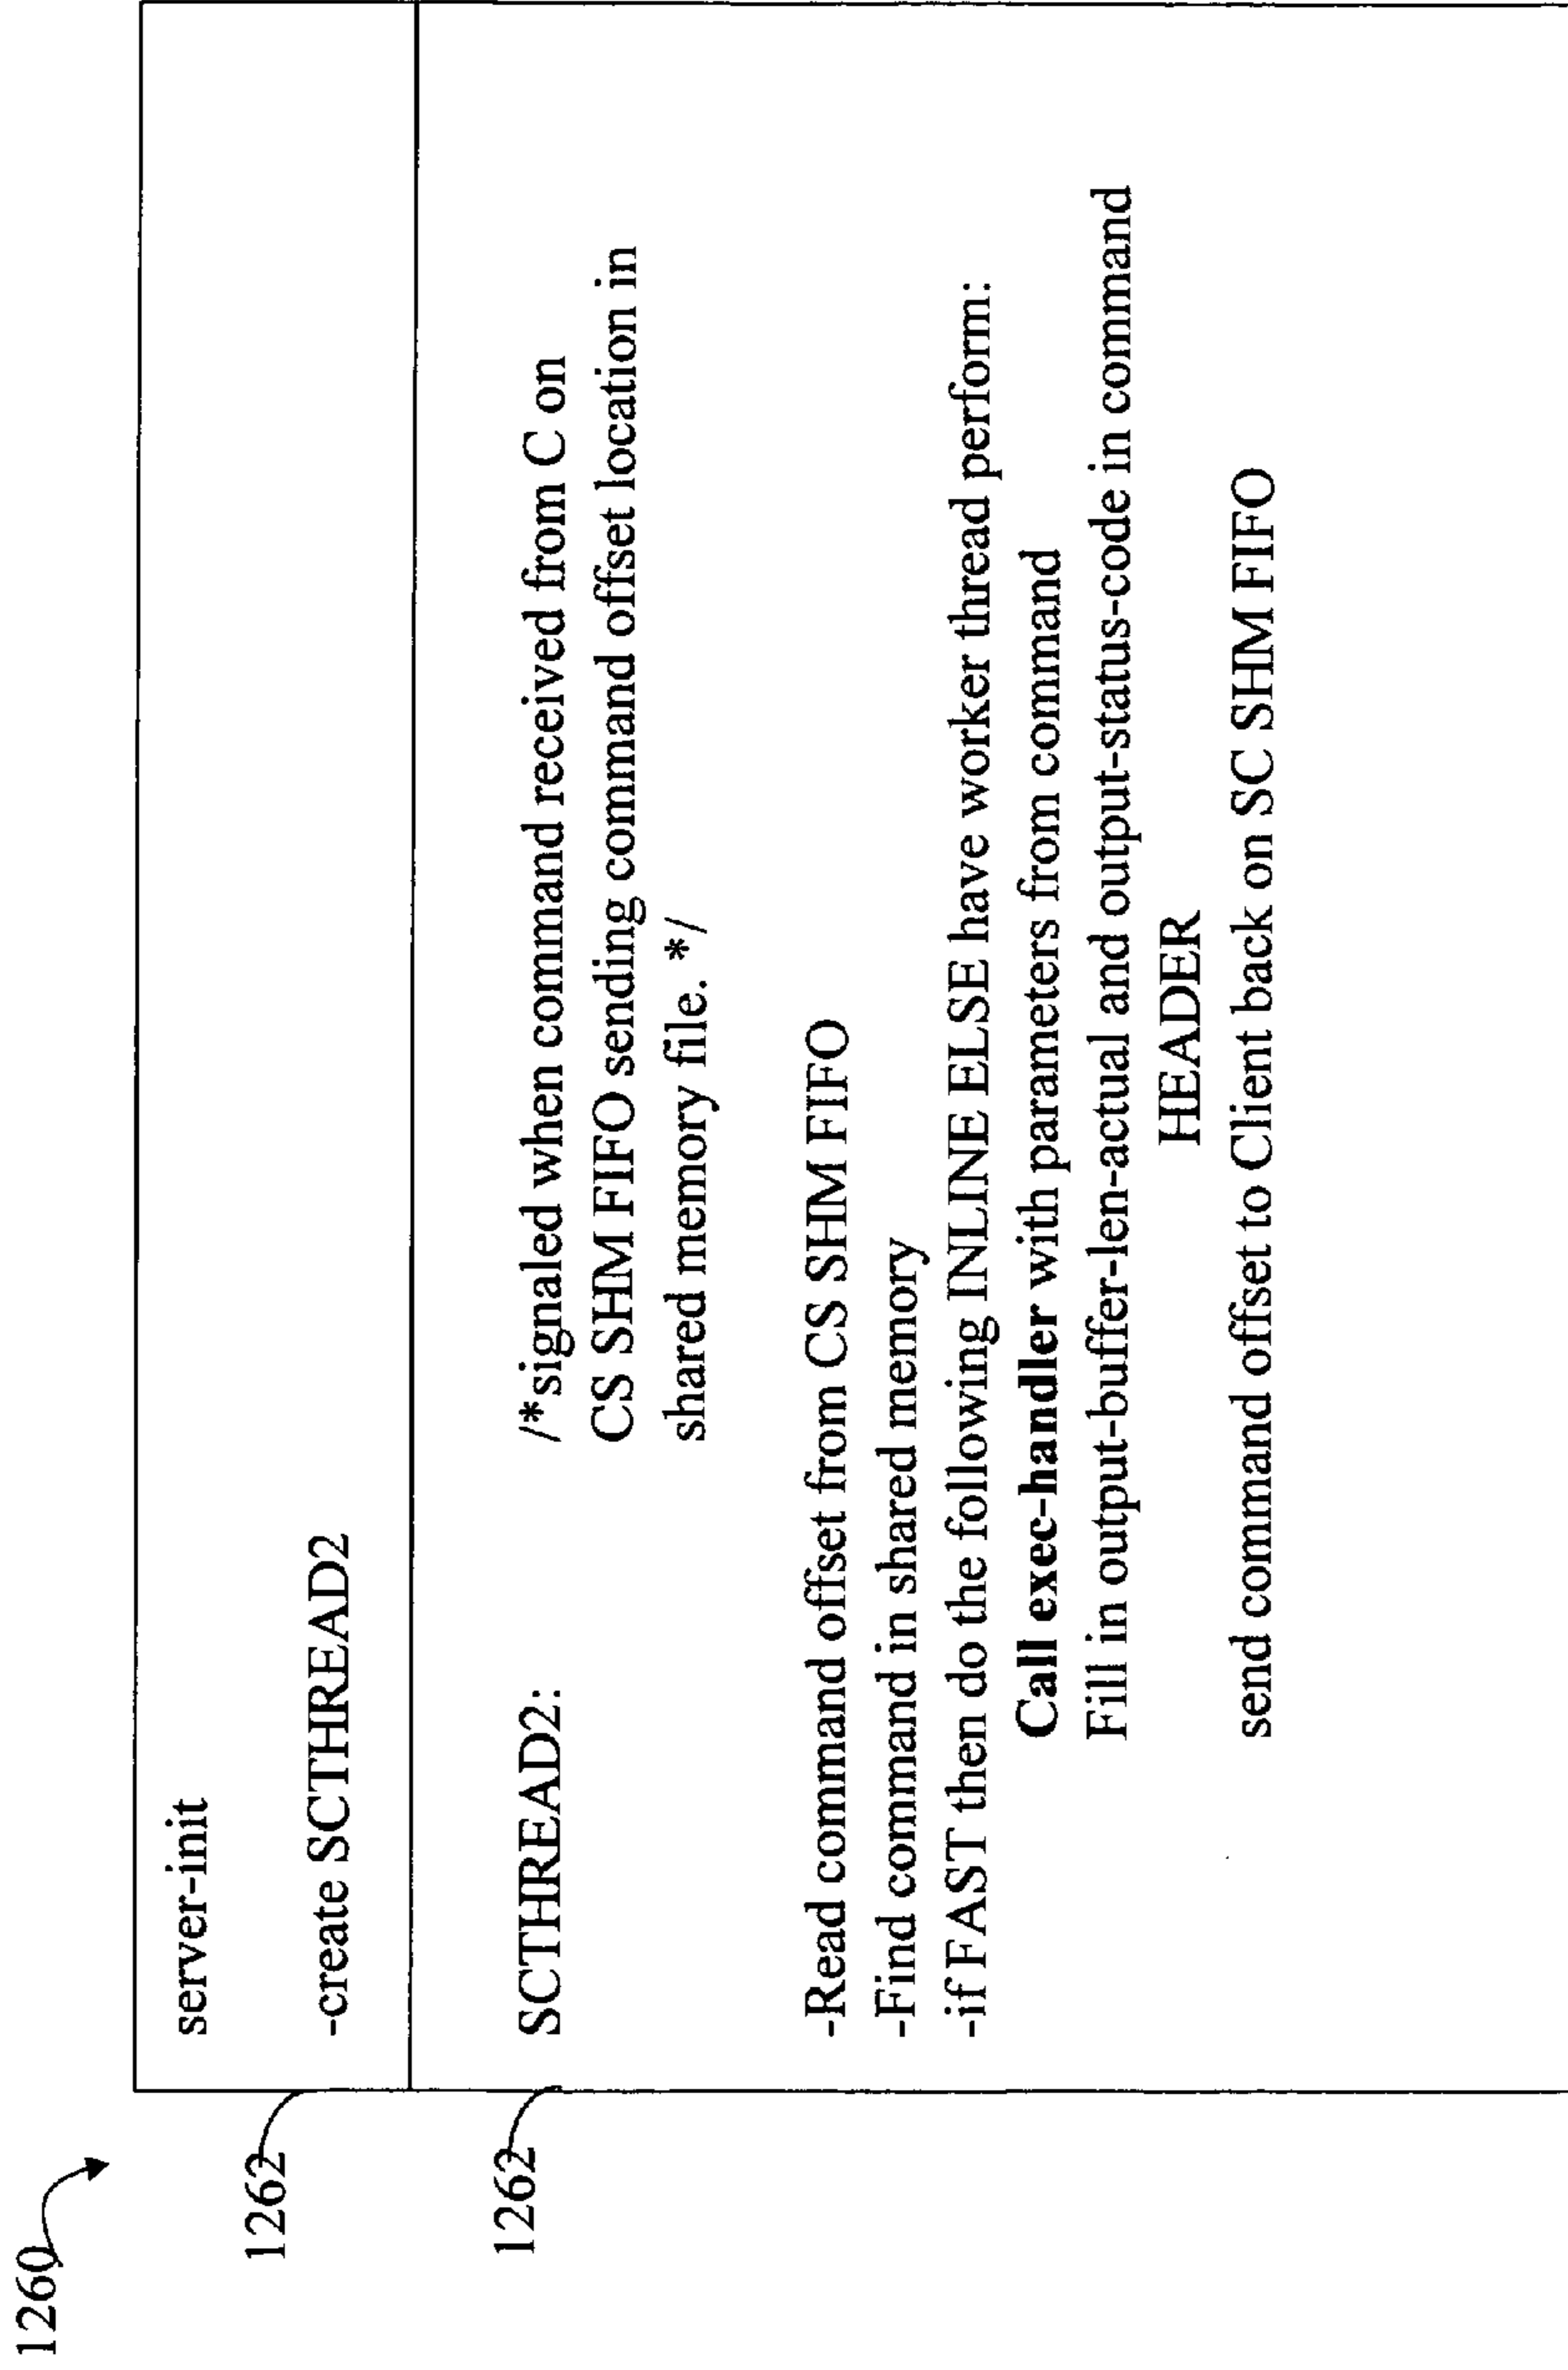 1260
server-init
1262
-create SCTHREAD2
1262
SCTHREAD2:
/*signaled when command received from C on
CS SHM FIFO sending command offset location in
shared memory file. */
-Read command offset from CS SHM FIFO
-Find command in shared memory
-if FAST then do the following INLINE ELSE have worker thread perform:
Call exec-handler with parameters from command
Fill in output-buffer-len-actual and output-status-code in command
HEADER
send command offset to Client back on SC SHM FIFO